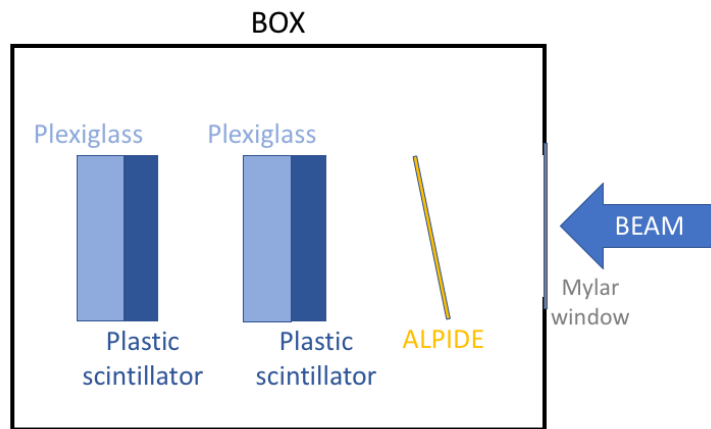 BOX
Plexiglass
Plexiglass
BEAM
Mylar
window
ALPIDE
Plastic
scintillator
Plastic
scintillator